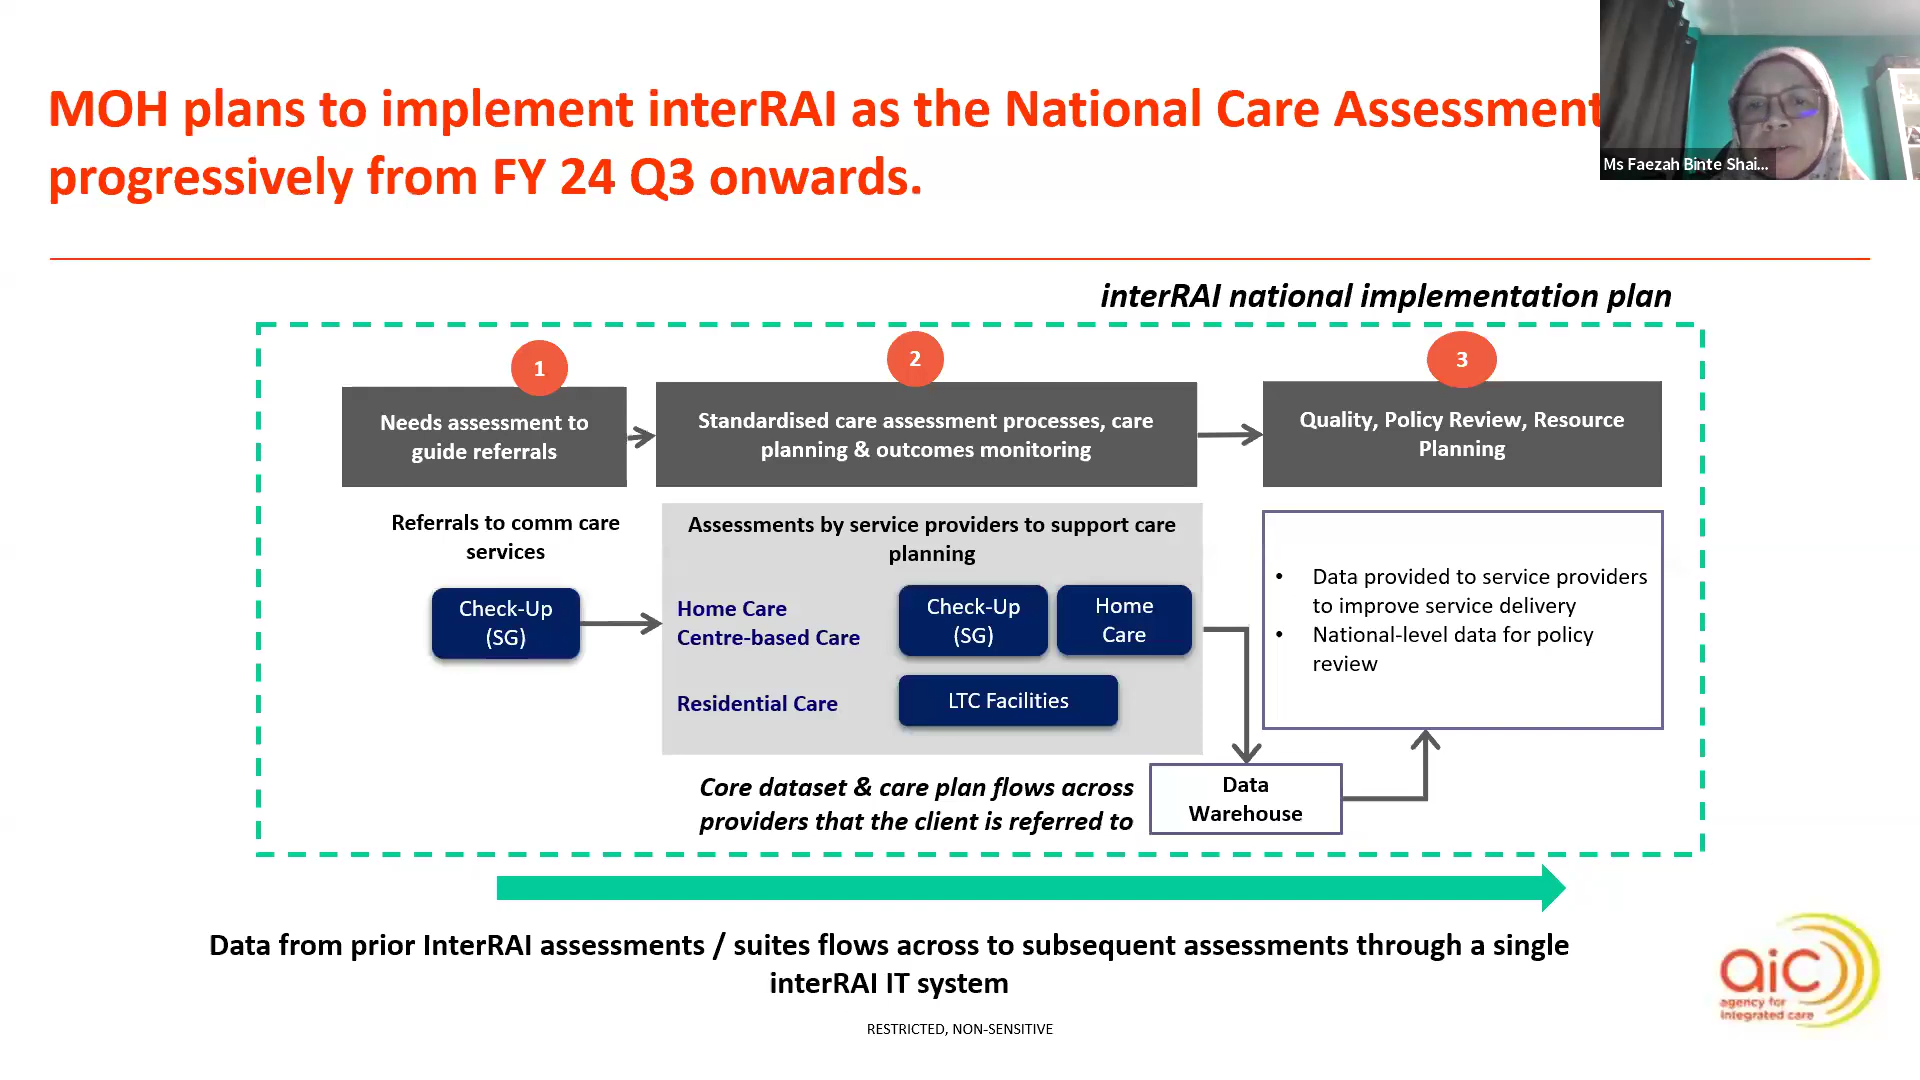 MOH plans to implement interRAI as the National Care Assessment
progressively from FY 24 Q3 onwards.
Ms Faezah Binte Shai...
interRAI national implementation plan
1
2
3
Needs assessment to
guide referrals
Standardised care assessment processes, care
planning & outcomes monitoring
Quality, Policy Review, Resource
Planning
Referrals to comm care
services
Check-Up
(SG)
Assessments by service providers to support care
planning
Home Care
Centre-based Care
Check-Up
(SG)
Home
Care
Residential Care
LTC Facilities
• Data provided to service providers
to improve service delivery
• National-level data for policy
review
Core dataset & care plan flows across
providers that the client is referred to
Data
Warehouse
Data from prior InterRAI assessments / suites flows across to subsequent assessments through a single
interRAI IT system
RESTRICTED, NON-SENSITIVE
aic
agency for
integrated care